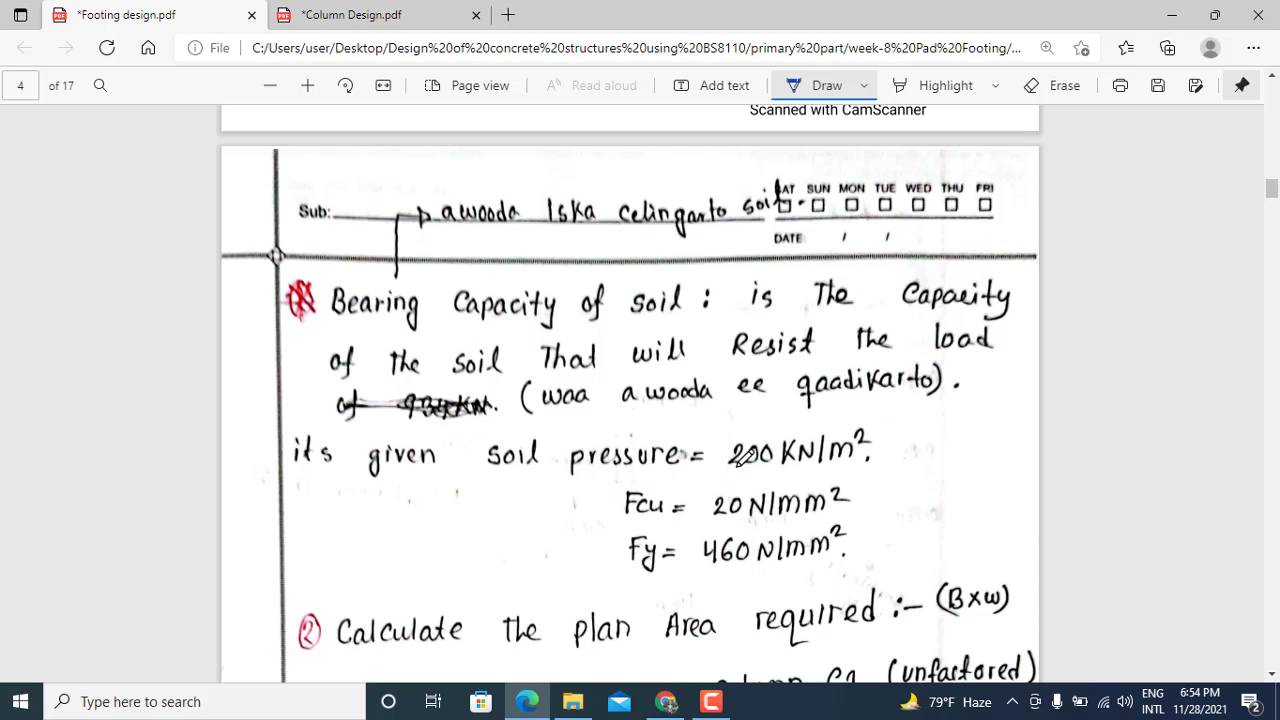 *Footing design.pdf
*Column Design.pdf
File C:/Users/user/Desktop/Design%20of%20concrete%20structures%20using%20BS8110/primary%20part/week-8%20Pad%20Footing/...
4 of 17
Page view
Read aloud
Add text
Draw
Highlight
Erase
Scanned with CamScanner
SAT SUN MON TUE WED THU FRI
Sub: awooda Iska celingarto soil
DATE / /
Bearing Capacity of soil : is The Capacity
of the soil That will Resist the load
of (waa awooda ee qaadikarto).
its given soil pressure = 200 KN/m².
Fcu = 20 N/mm²
Fy = 460 N/mm².
② Calculate the plan Area required :- (B×w)
(unfactored)
Type here to search
79°F Haze
ENG
INTL
8:54 PM
11/28/2021
2